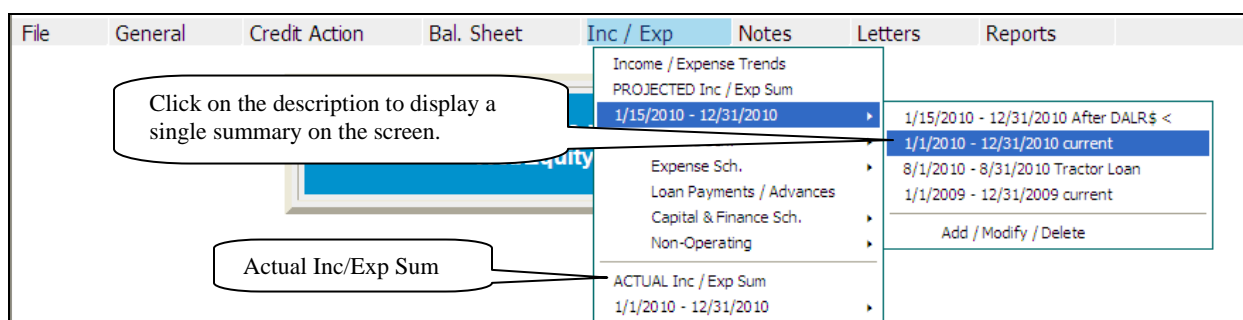 File General Credit Action Bal. Sheet Inc / Exp Notes Letters Reports
Click on the description to display a
single summary on the screen.
Income / Expense Trends
PROJECTED Inc / Exp Sum
1/15/2010 - 12/31/2010
Expense Sch.
Loan Payments / Advances
Capital & Finance Sch.
Non-Operating
ACTUAL Inc / Exp Sum
1/1/2010 - 12/31/2010
1/15/2010 - 12/31/2010 After DALR$ <
1/1/2010 - 12/31/2010 current
8/1/2010 - 8/31/2010 Tractor Loan
1/1/2009 - 12/31/2009 current
Add / Modify / Delete
Actual Inc/Exp Sum